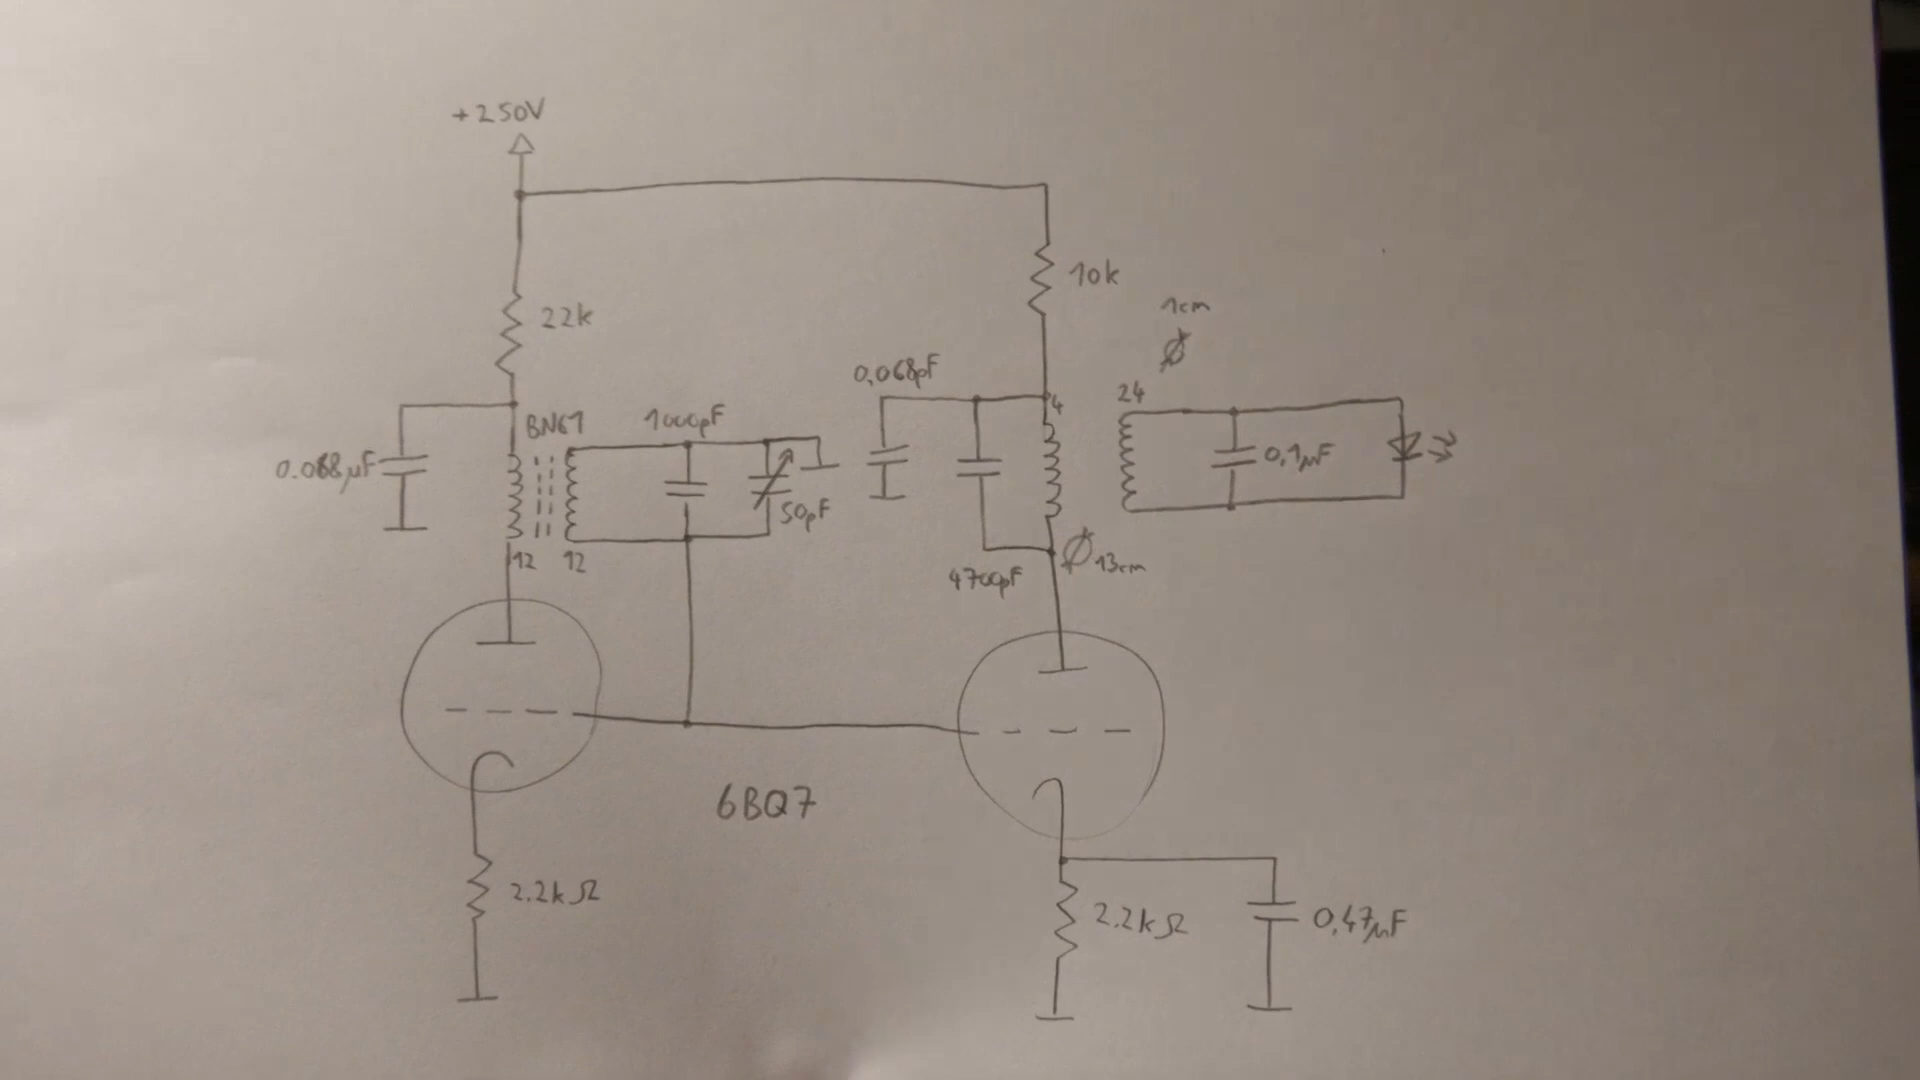 +250V
22k
10k
1cm
Ø
0,068pF
4
24
BN61
1000pF
0.068µF
50pF
0,1µF
12
12
4700pF
Ø13cm
6BQ7
2.2kΩ
2.2kΩ
0,47µF